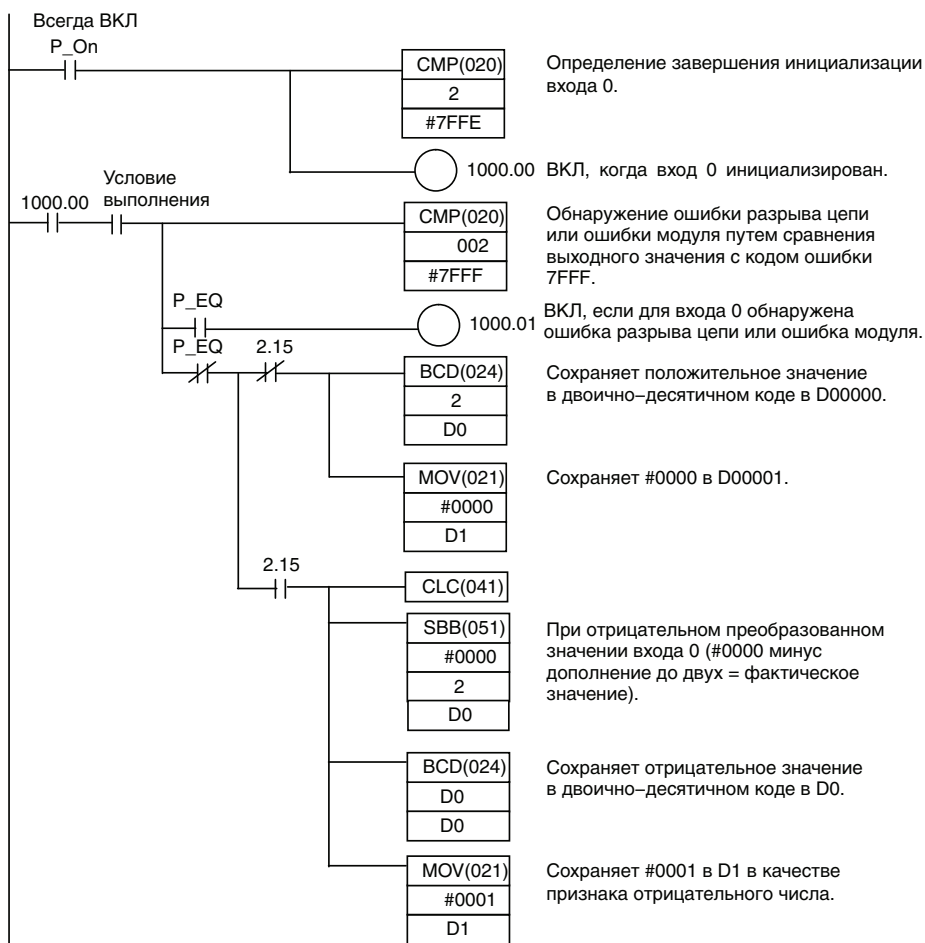 Всегда ВКЛ
P_On
CMP(020)
2
#7FFE
Определение завершения инициализации
входа 0.
1000.00
ВКЛ, когда вход 0 инициализирован.
1000.00
Условие
выполнения
CMP(020)
002
#7FFF
Обнаружение ошибки разрыва цепи
или ошибки модуля путем сравнения
выходного значения с кодом ошибки
7FFF.
P_EQ
1000.01
ВКЛ, если для входа 0 обнаружена
ошибка разрыва цепи или ошибка модуля.
P_EQ
2.15
BCD(024)
2
D0
Сохраняет положительное значение
в двоично–десятичном коде в D00000.
MOV(021)
#0000
D1
Сохраняет #0000 в D00001.
2.15
CLC(041)
SBB(051)
#0000
2
D0
При отрицательном преобразованном
значении входа 0 (#0000 минус
дополнение до двух = фактическое
значение).
BCD(024)
D0
D0
Сохраняет отрицательное значение
в двоично–десятичном коде в D0.
MOV(021)
#0001
D1
Сохраняет #0001 в D1 в качестве
признака отрицательного числа.